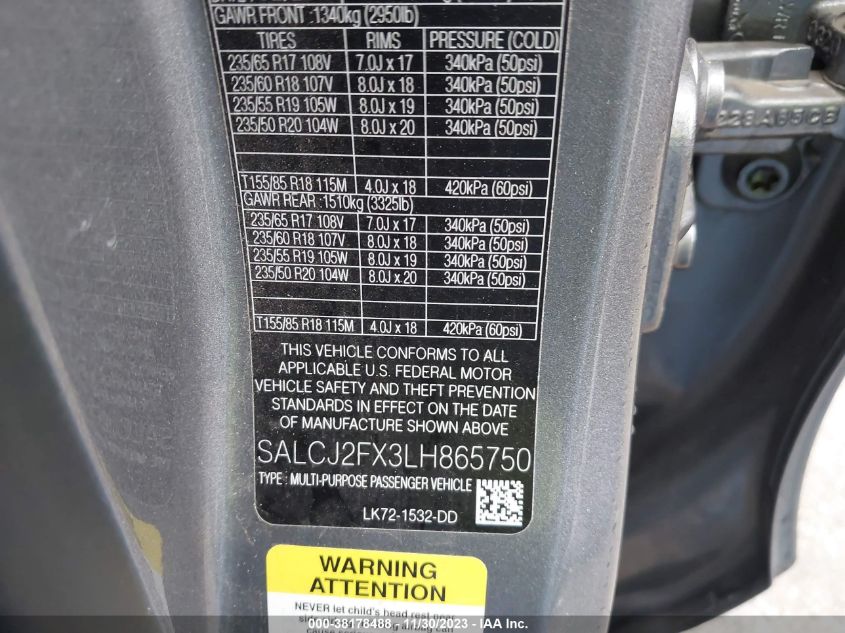 GAWR FRONT :1340kg (2950lb)
TIRES RIMS PRESSURE (COLD)
235/65 R17 108V 7.0J x 17 340kPa (50psi)
235/60 R18 107V 8.0J x 18 340kPa (50psi)
235/55 R19 105W 8.0J x 19 340kPa (50psi)
235/50 R20 104W 8.0J x 20 340kPa (50psi)
T155/85 R18 115M 4.0J x 18 420kPa (60psi)
GAWR REAR :1510kg (3325lb)
235/65 R17 108V 7.0J x 17 340kPa (50psi)
235/60 R18 107V 8.0J x 18 340kPa (50psi)
235/55 R19 105W 8.0J x 19 340kPa (50psi)
235/50 R20 104W 8.0J x 20 340kPa (50psi)
T155/85 R18 115M 4.0J x 18 420kPa (60psi)
THIS VEHICLE CONFORMS TO ALL
APPLICABLE U.S. FEDERAL MOTOR
VEHICLE SAFETY AND THEFT PREVENTION
STANDARDS IN EFFECT ON THE DATE
OF MANUFACTURE SHOWN ABOVE
SALCJ2FX3LH865750
TYPE : MULTI-PURPOSE PASSENGER VEHICLE
LK72-1532-DD
WARNING
ATTENTION
NEVER let child's head rest near
000-38178488 - 11/30/2023 - IAA, Inc.